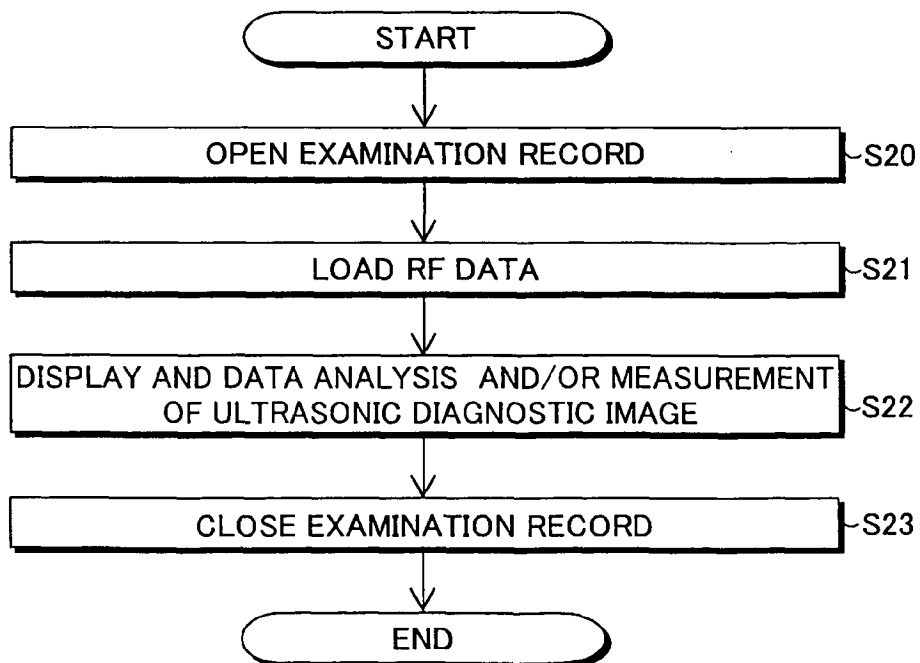 START
OPEN EXAMINATION RECORD
S20
LOAD RF DATA
S21
DISPLAY AND DATA ANALYSIS AND/OR MEASUREMENT
OF ULTRASONIC DIAGNOSTIC IMAGE
S22
CLOSE EXAMINATION RECORD
S23
END